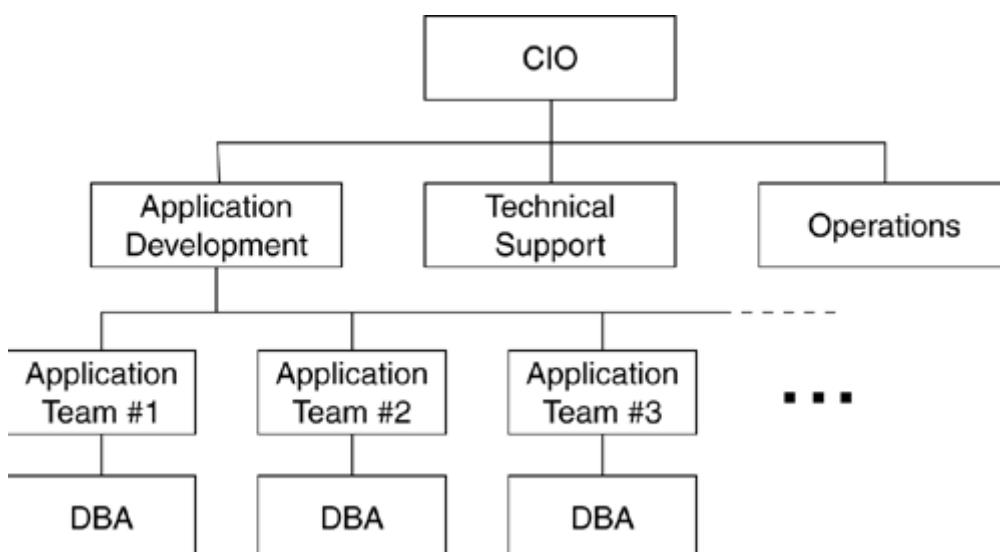 CIO
Application
Development
Technical
Support
Operations
Application
Team #1
Application
Team #2
Application
Team #3
DBA
DBA
DBA